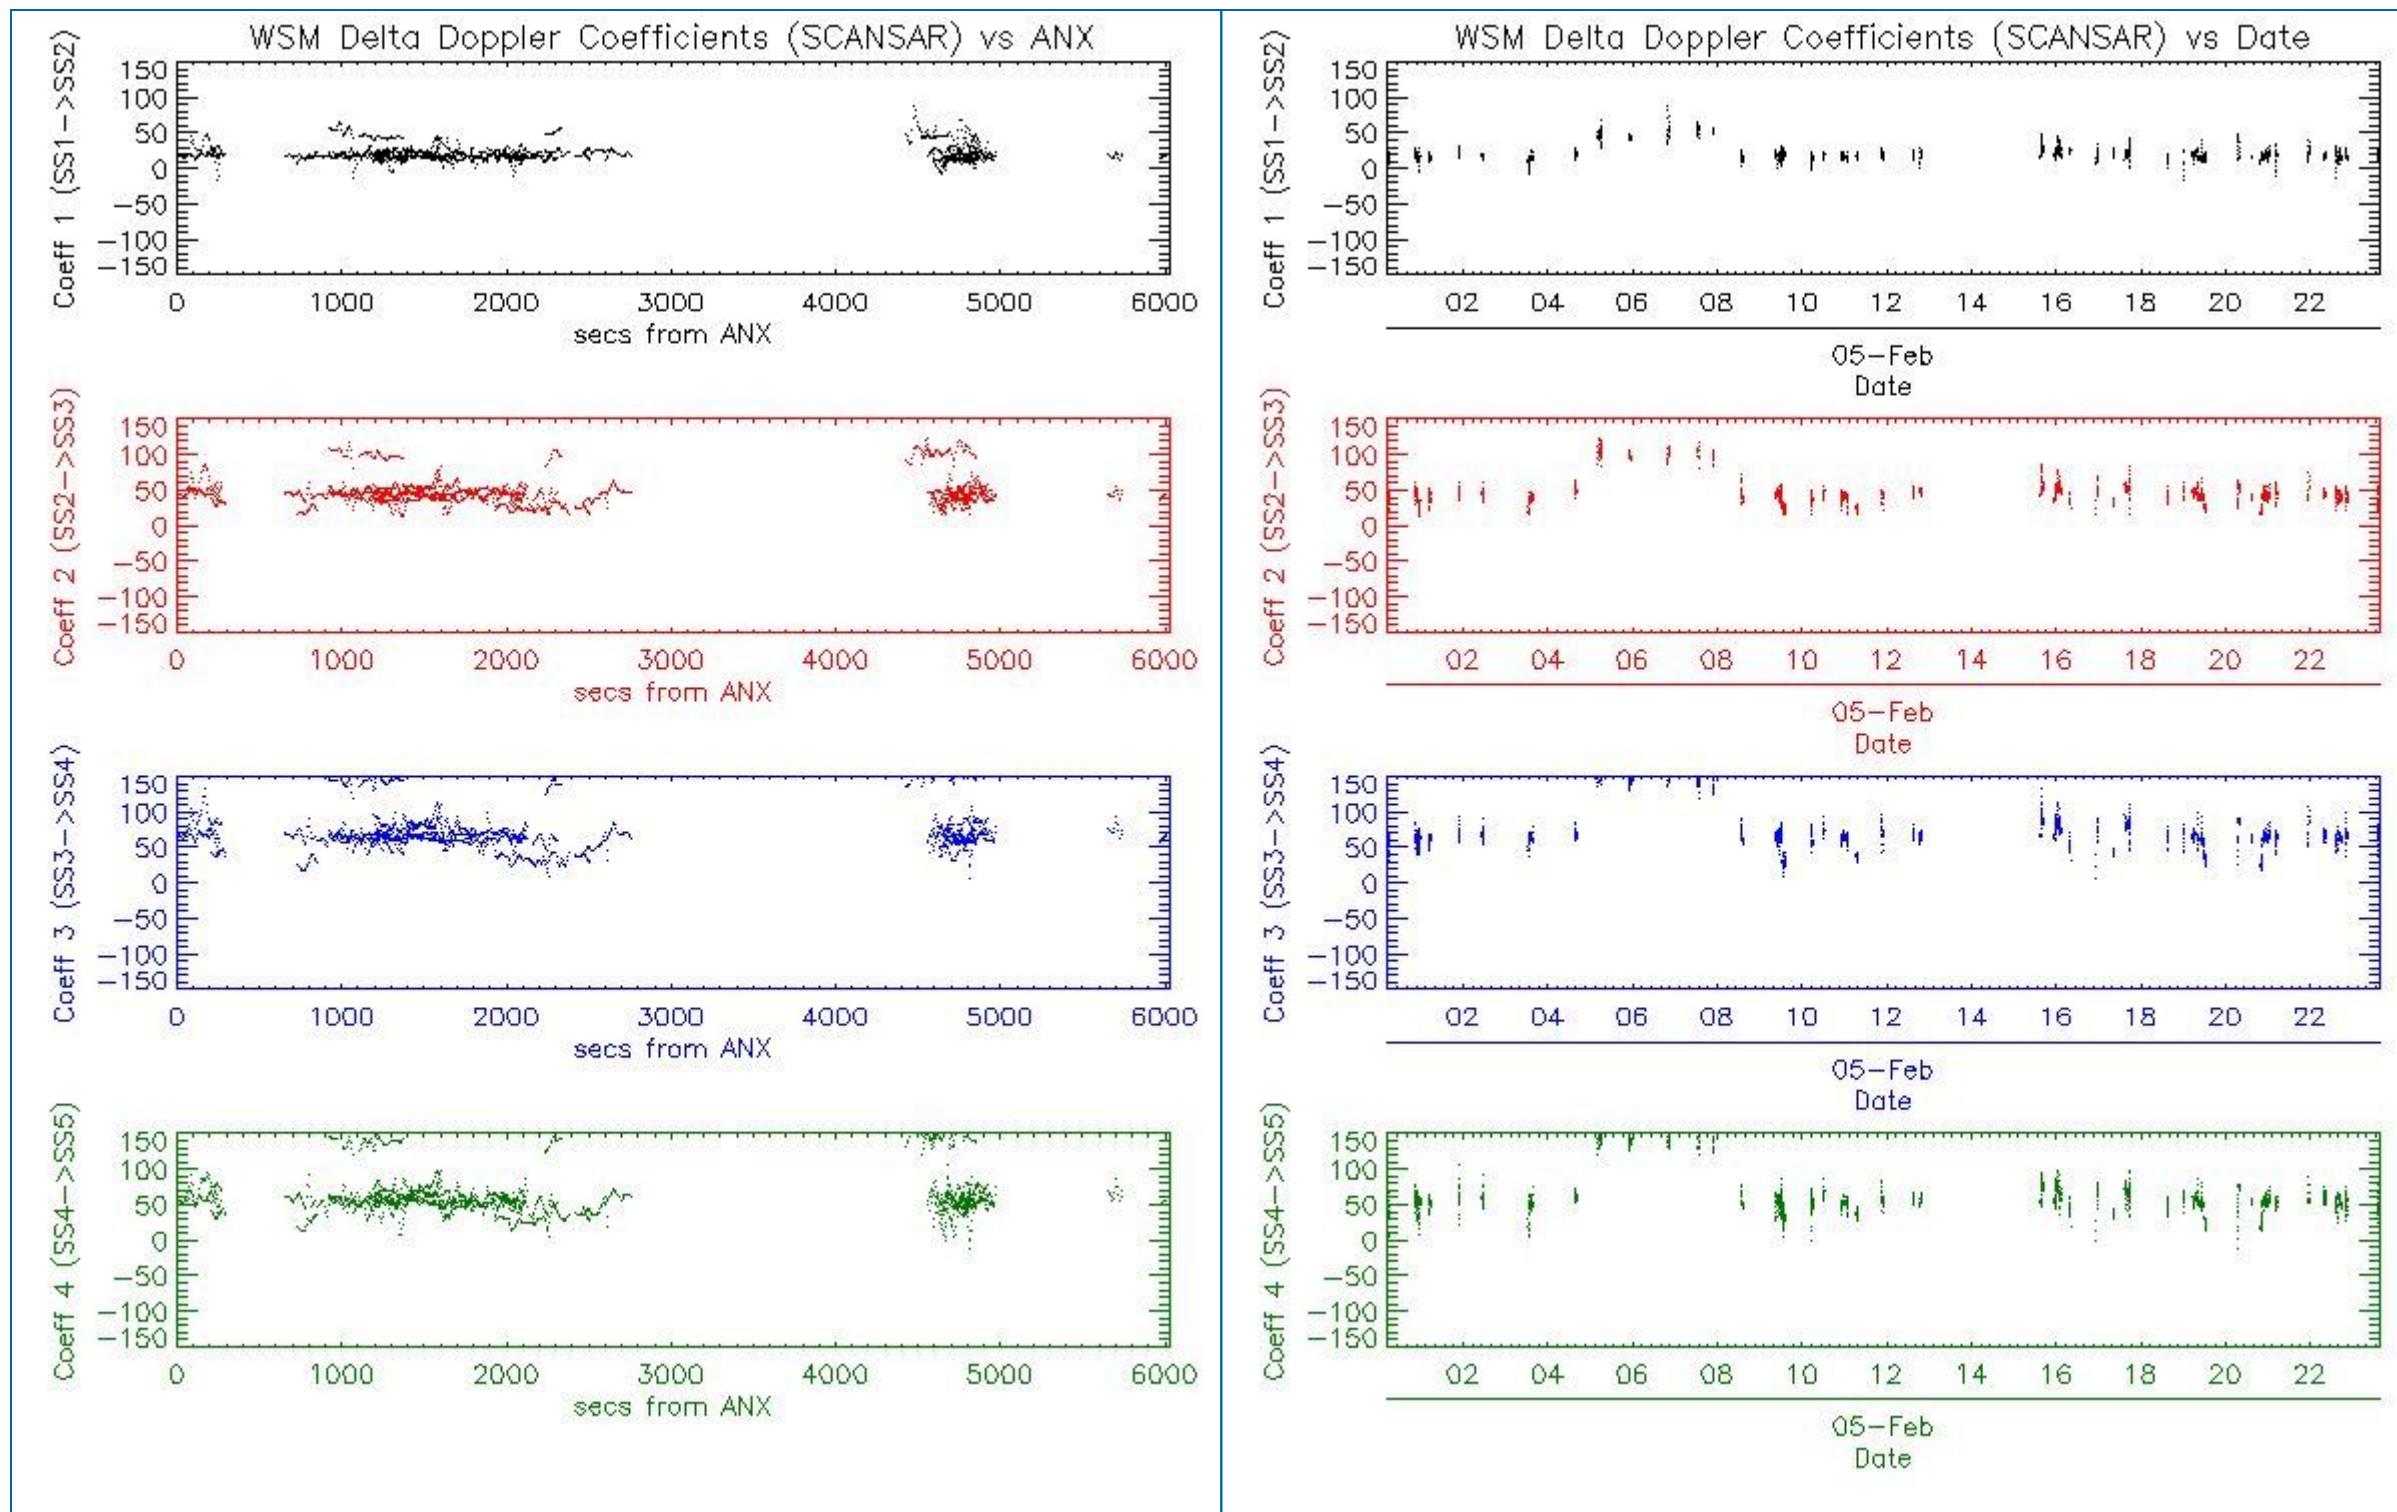 WSM Delta Doppler Coefficients (SCANSAR) vs ANX
Coeff 1 (SS1->SS2)
150
100
50
0
-50
-100
-150
0 1000 2000 3000 4000 5000 6000
secs from ANX
Coeff 2 (SS2->SS3)
150
100
50
0
-50
-100
-150
0 1000 2000 3000 4000 5000 6000
secs from ANX
Coeff 3 (SS3->SS4)
150
100
50
0
-50
-100
-150
0 1000 2000 3000 4000 5000 6000
secs from ANX
Coeff 4 (SS4->SS5)
150
100
50
0
-50
-100
-150
0 1000 2000 3000 4000 5000 6000
secs from ANX
WSM Delta Doppler Coefficients (SCANSAR) vs Date
Coeff 1 (SS1->SS2)
150
100
50
0
-50
-100
-150
02 04 06 08 10 12 14 16 18 20 22
05-Feb
Date
Coeff 2 (SS2->SS3)
150
100
50
0
-50
-100
-150
02 04 06 08 10 12 14 16 18 20 22
05-Feb
Date
Coeff 3 (SS3->SS4)
150
100
50
0
-50
-100
-150
02 04 06 08 10 12 14 16 18 20 22
05-Feb
Date
Coeff 4 (SS4->SS5)
150
100
50
0
-50
-100
-150
02 04 06 08 10 12 14 16 18 20 22
05-Feb
Date